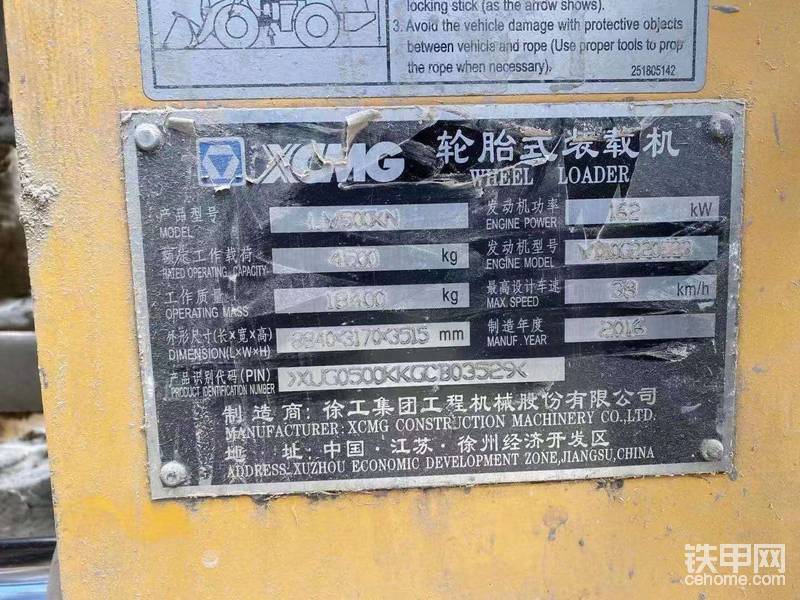 locking stick (as the arrow shows).
3. Avoid the vehicle damage with protective objects
between vehicle and rope (Use proper tools to prop
the rope when necessary).
251805142
XCMG 轮胎式装载机
WHEEL LOADER
产品型号 LW500KN 发动机功率 162 kW
MODEL ENGINE POWER
额定工作载荷 4500 kg 发动机型号
RATED OPERATING CAPACITY ENGINE MODEL
工作质量 kg 最高设计车速 38 km/h
OPERATING MASS MAX. SPEED
外形尺寸(长×宽×高) mm 制造年度 2016
DIMENSION(L×W×H) MANUF. YEAR
产品识别代码(PIN)
PRODUCT IDENTIFICATION NUMBER
制造商:徐工集团工程机械股份有限公司
MANUFACTURER: XCMG CONSTRUCTION MACHINERY CO.,LTD.
地 址:中国·江苏·徐州经济开发区
ADDRESS XUZHOU ECONOMIC DEVELOPMENT ZONE,JIANGSU,CHINA
铁甲网
cehome.com